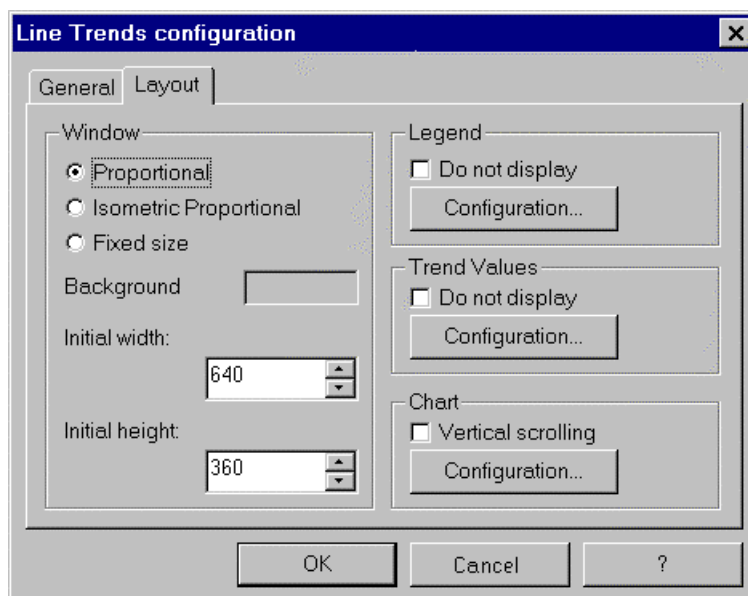 Line Trends configuration
General
Layout
Window
Proportional
Isometric Proportional
Fixed size
Background
Initial width:
640
Initial height:
360
Legend
Do not display
Configuration...
Trend Values
Do not display
Configuration...
Chart
Vertical scrolling
Configuration...
OK
Cancel
?